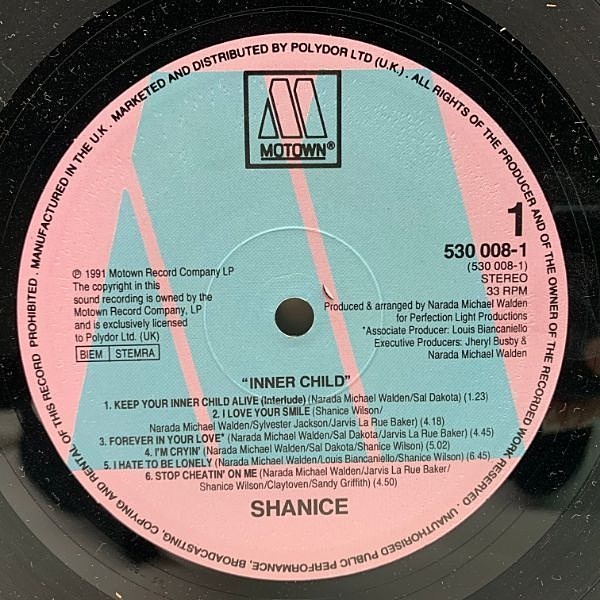 · MANUFACTURED IN THE U.K. · MARKETED AND DISTRIBUTED BY POLYDOR LTD (U.K.) · ALL RIGHTS OF THE PRODUCER AND OF THE OWNER OF THE RECORDED WORK RESERVED · UNAUTHORISED PUBLIC PERFORMANCE, BROADCASTING, COPYING AND RENTAL OF THIS RECORD PROHIBITED
MOTOWN®
1
530 008-1
(530 008-1)
STEREO
33 RPM
℗ 1991 Motown Record Company LP
The copyright in this
sound recording is owned by the
Motown Record Company, LP
and is exclusively licensed
to Polydor Ltd. (UK)
BIEM STEMRA
Produced & arranged by Narada Michael Walden
for Perfection Light Productions
*Associate Producer: Louis Biancaniello
Executive Producers: Jheryl Busby &
Narada Michael Walden
"INNER CHILD"
1. KEEP YOUR INNER CHILD ALIVE (Interlude) (Narada Michael Walden/Sal Dakota) (1.23)
2. I LOVE YOUR SMILE (Shanice Wilson/
Narada Michael Walden/Sylvester Jackson/Jarvis La Rue Baker) (4.18)
3. FOREVER IN YOUR LOVE* (Narada Michael Walden/Sal Dakota/Jarvis La Rue Baker) (4.45)
4. I'M CRYIN' (Narada Michael Walden/Sal Dakota/Shanice Wilson) (5.02)
5. I HATE TO BE LONELY (Narada Michael Walden/Louis Biancaniello/Shanice Wilson) (6.45)
6. STOP CHEATIN' ON ME (Narada Michael Walden/Jarvis La Rue Baker/
Shanice Wilson/Claytoven/Sandy Griffith) (4.50)
SHANICE